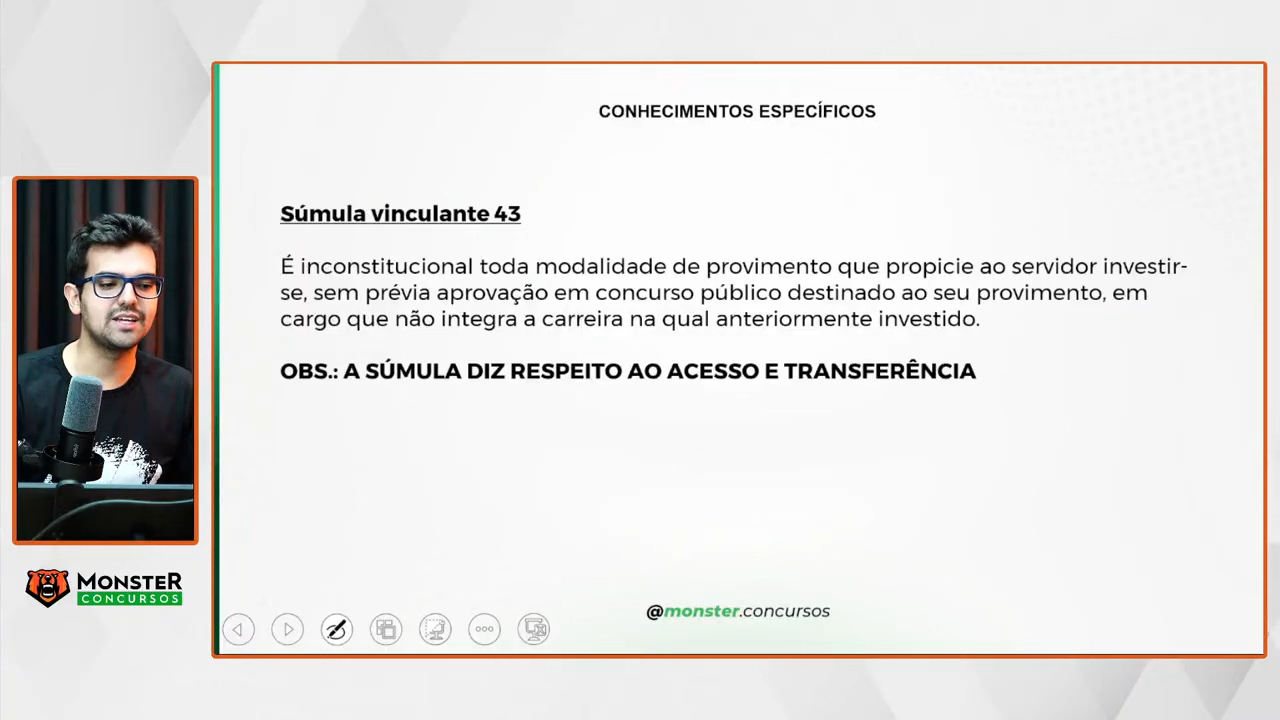 CONHECIMENTOS ESPECÍFICOS
Súmula vinculante 43
É inconstitucional toda modalidade de provimento que propicie ao servidor investir-
se, sem prévia aprovação em concurso público destinado ao seu provimento, em
cargo que não integra a carreira na qual anteriormente investido.
OBS.: A SÚMULA DIZ RESPEITO AO ACESSO E TRANSFERÊNCIA
MONSTER
CONCURSOS
@monster.concursos